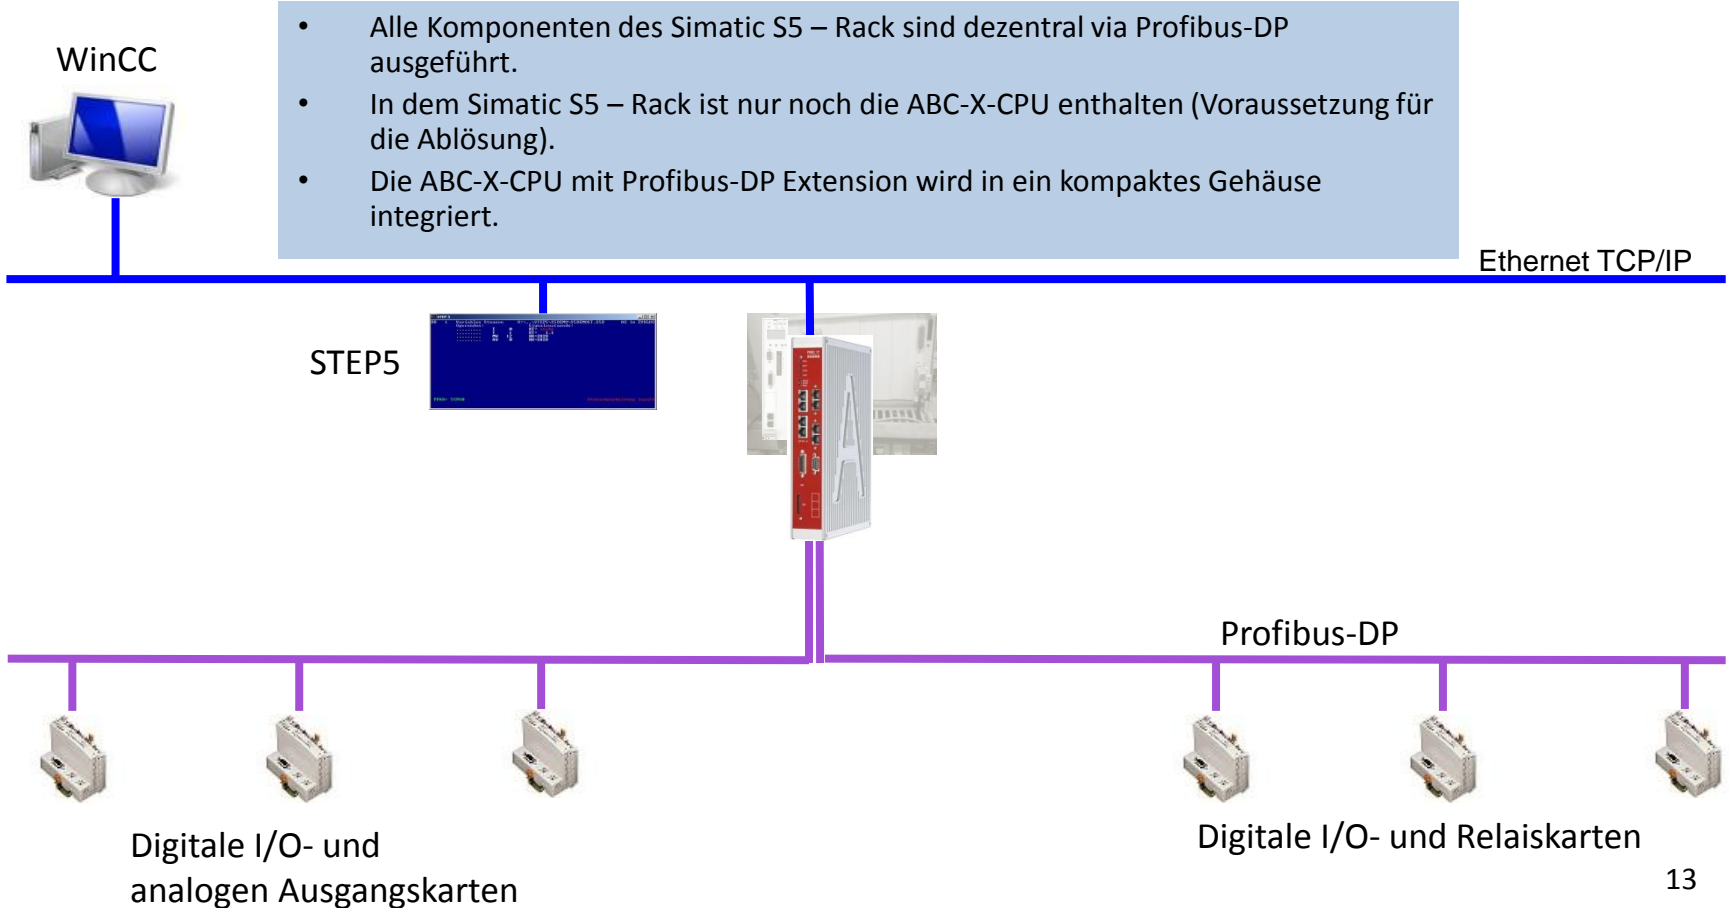 • Alle Komponenten des Simatic S5 – Rack sind dezentral via Profibus-DP
ausgeführt.
• In dem Simatic S5 – Rack ist nur noch die ABC-X-CPU enthalten (Voraussetzung für
die Ablösung).
• Die ABC-X-CPU mit Profibus-DP Extension wird in ein kompaktes Gehäuse
integriert.
WinCC
Ethernet TCP/IP
STEP5
A
Profibus-DP
Digitale I/O- und
analogen Ausgangskarten
Digitale I/O- und Relaiskarten
13